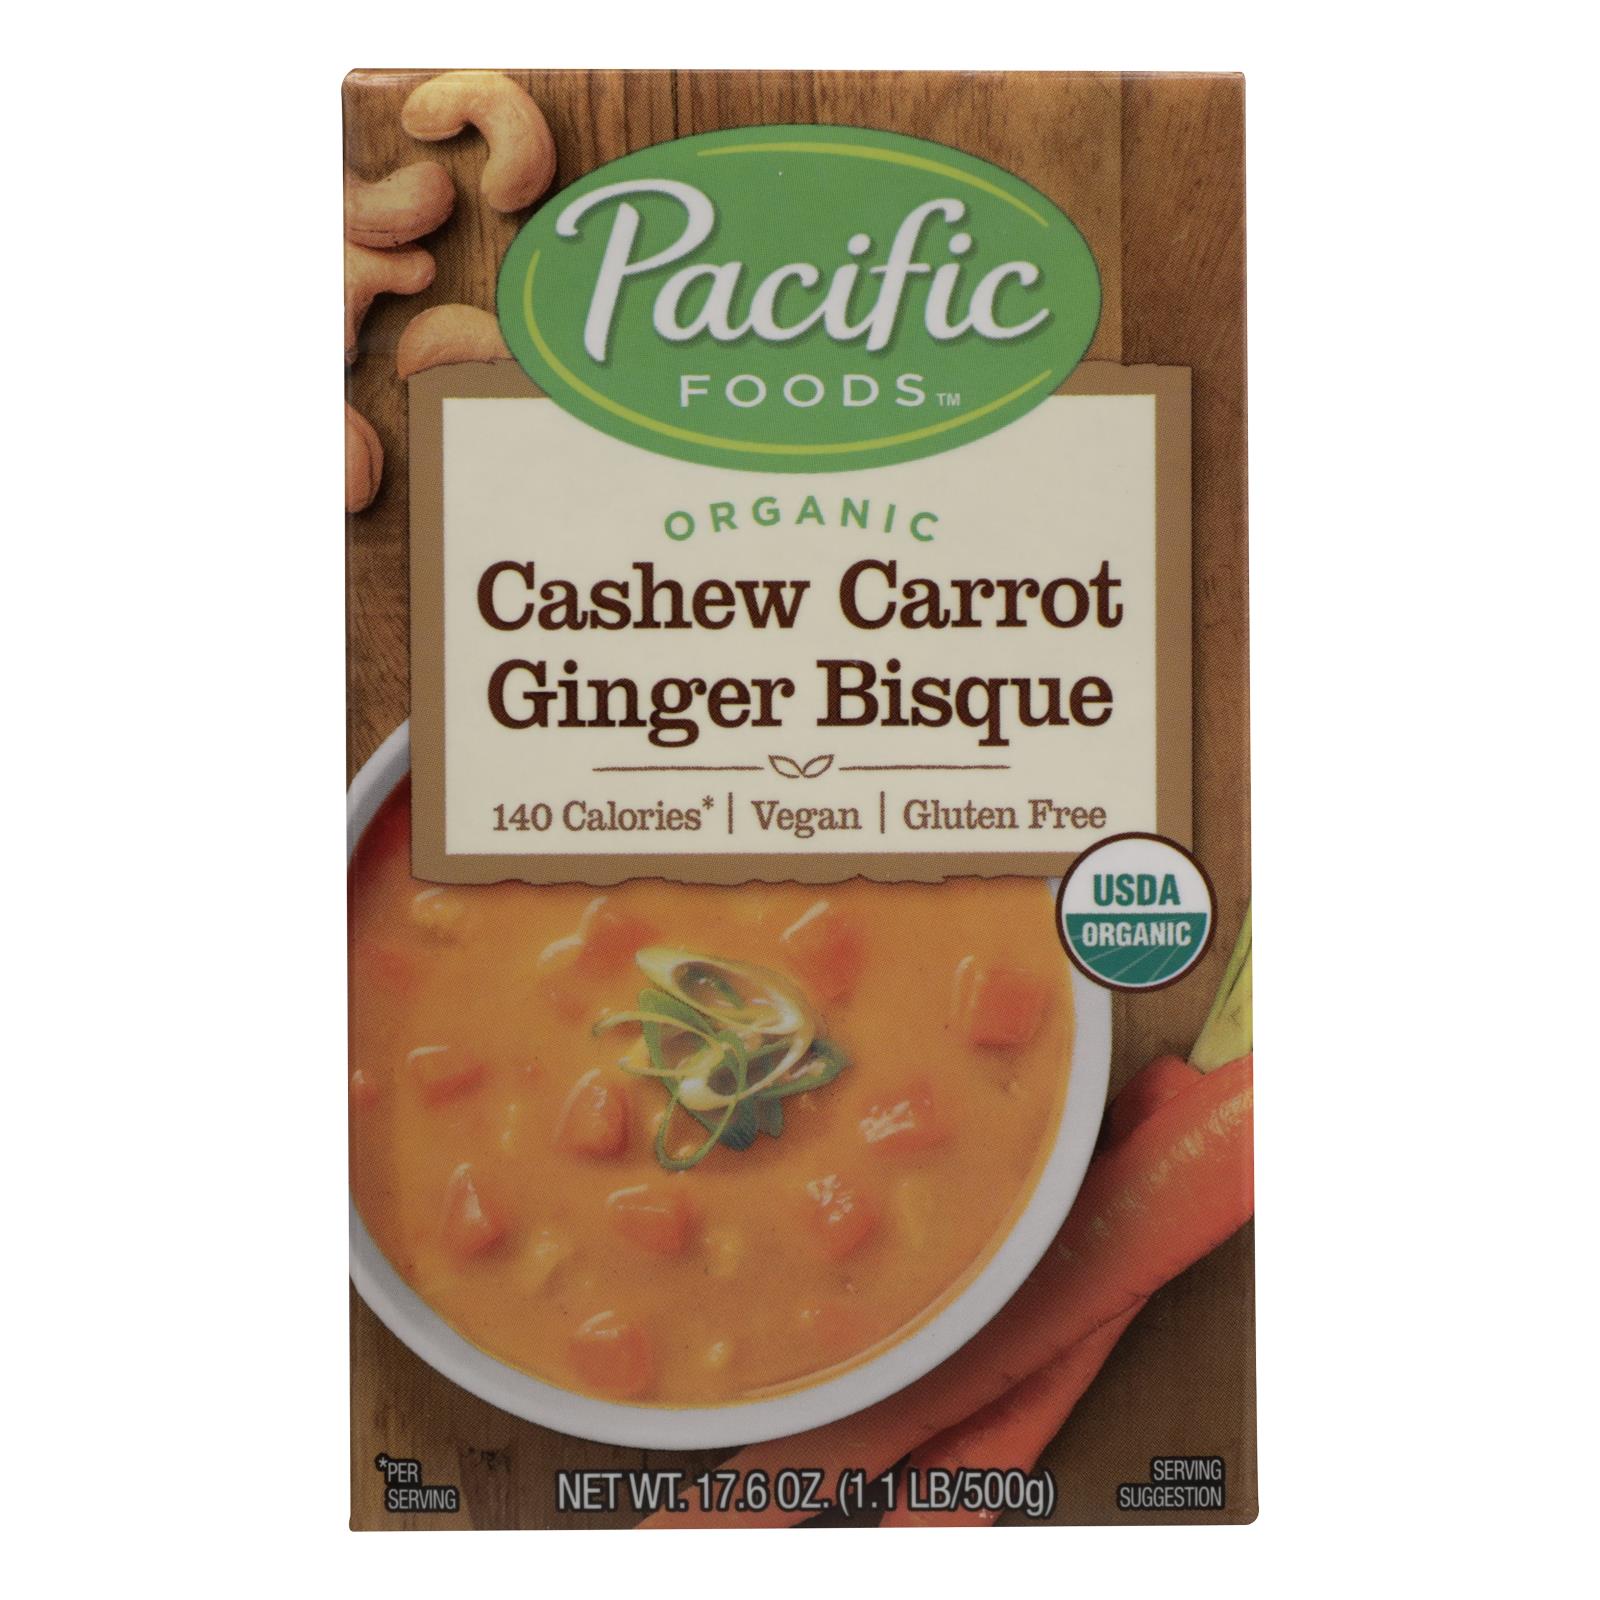 Pacific
FOODS™
ORGANIC
Cashew Carrot
Ginger Bisque
140 Calories* | Vegan | Gluten Free
USDA
ORGANIC
*PER
SERVING
NET WT. 17.6 OZ. (1.1 LB/500g)
SERVING
SUGGESTION